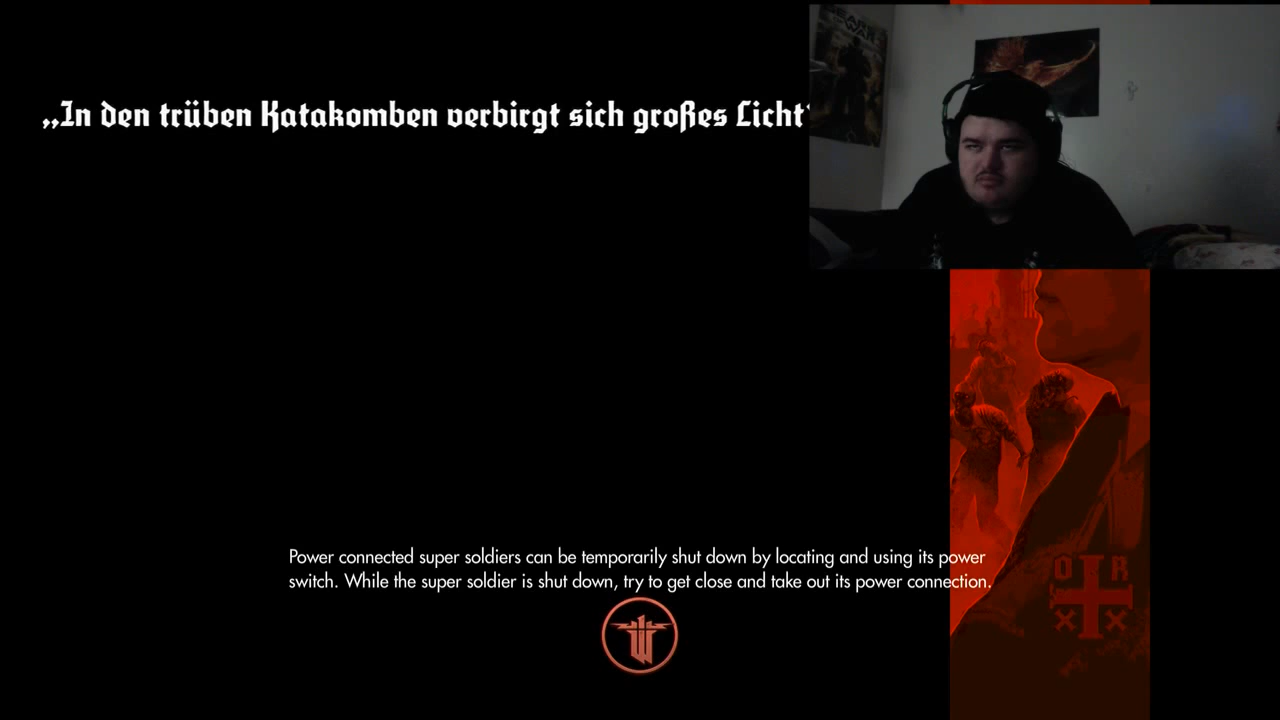 „In den trüben Katakomben verbirgt sich großes Licht“
Power connected super soldiers can be temporarily shut down by locating and using its power
switch. While the super soldier is shut down, try to get close and take out its power connection.
O R
X X